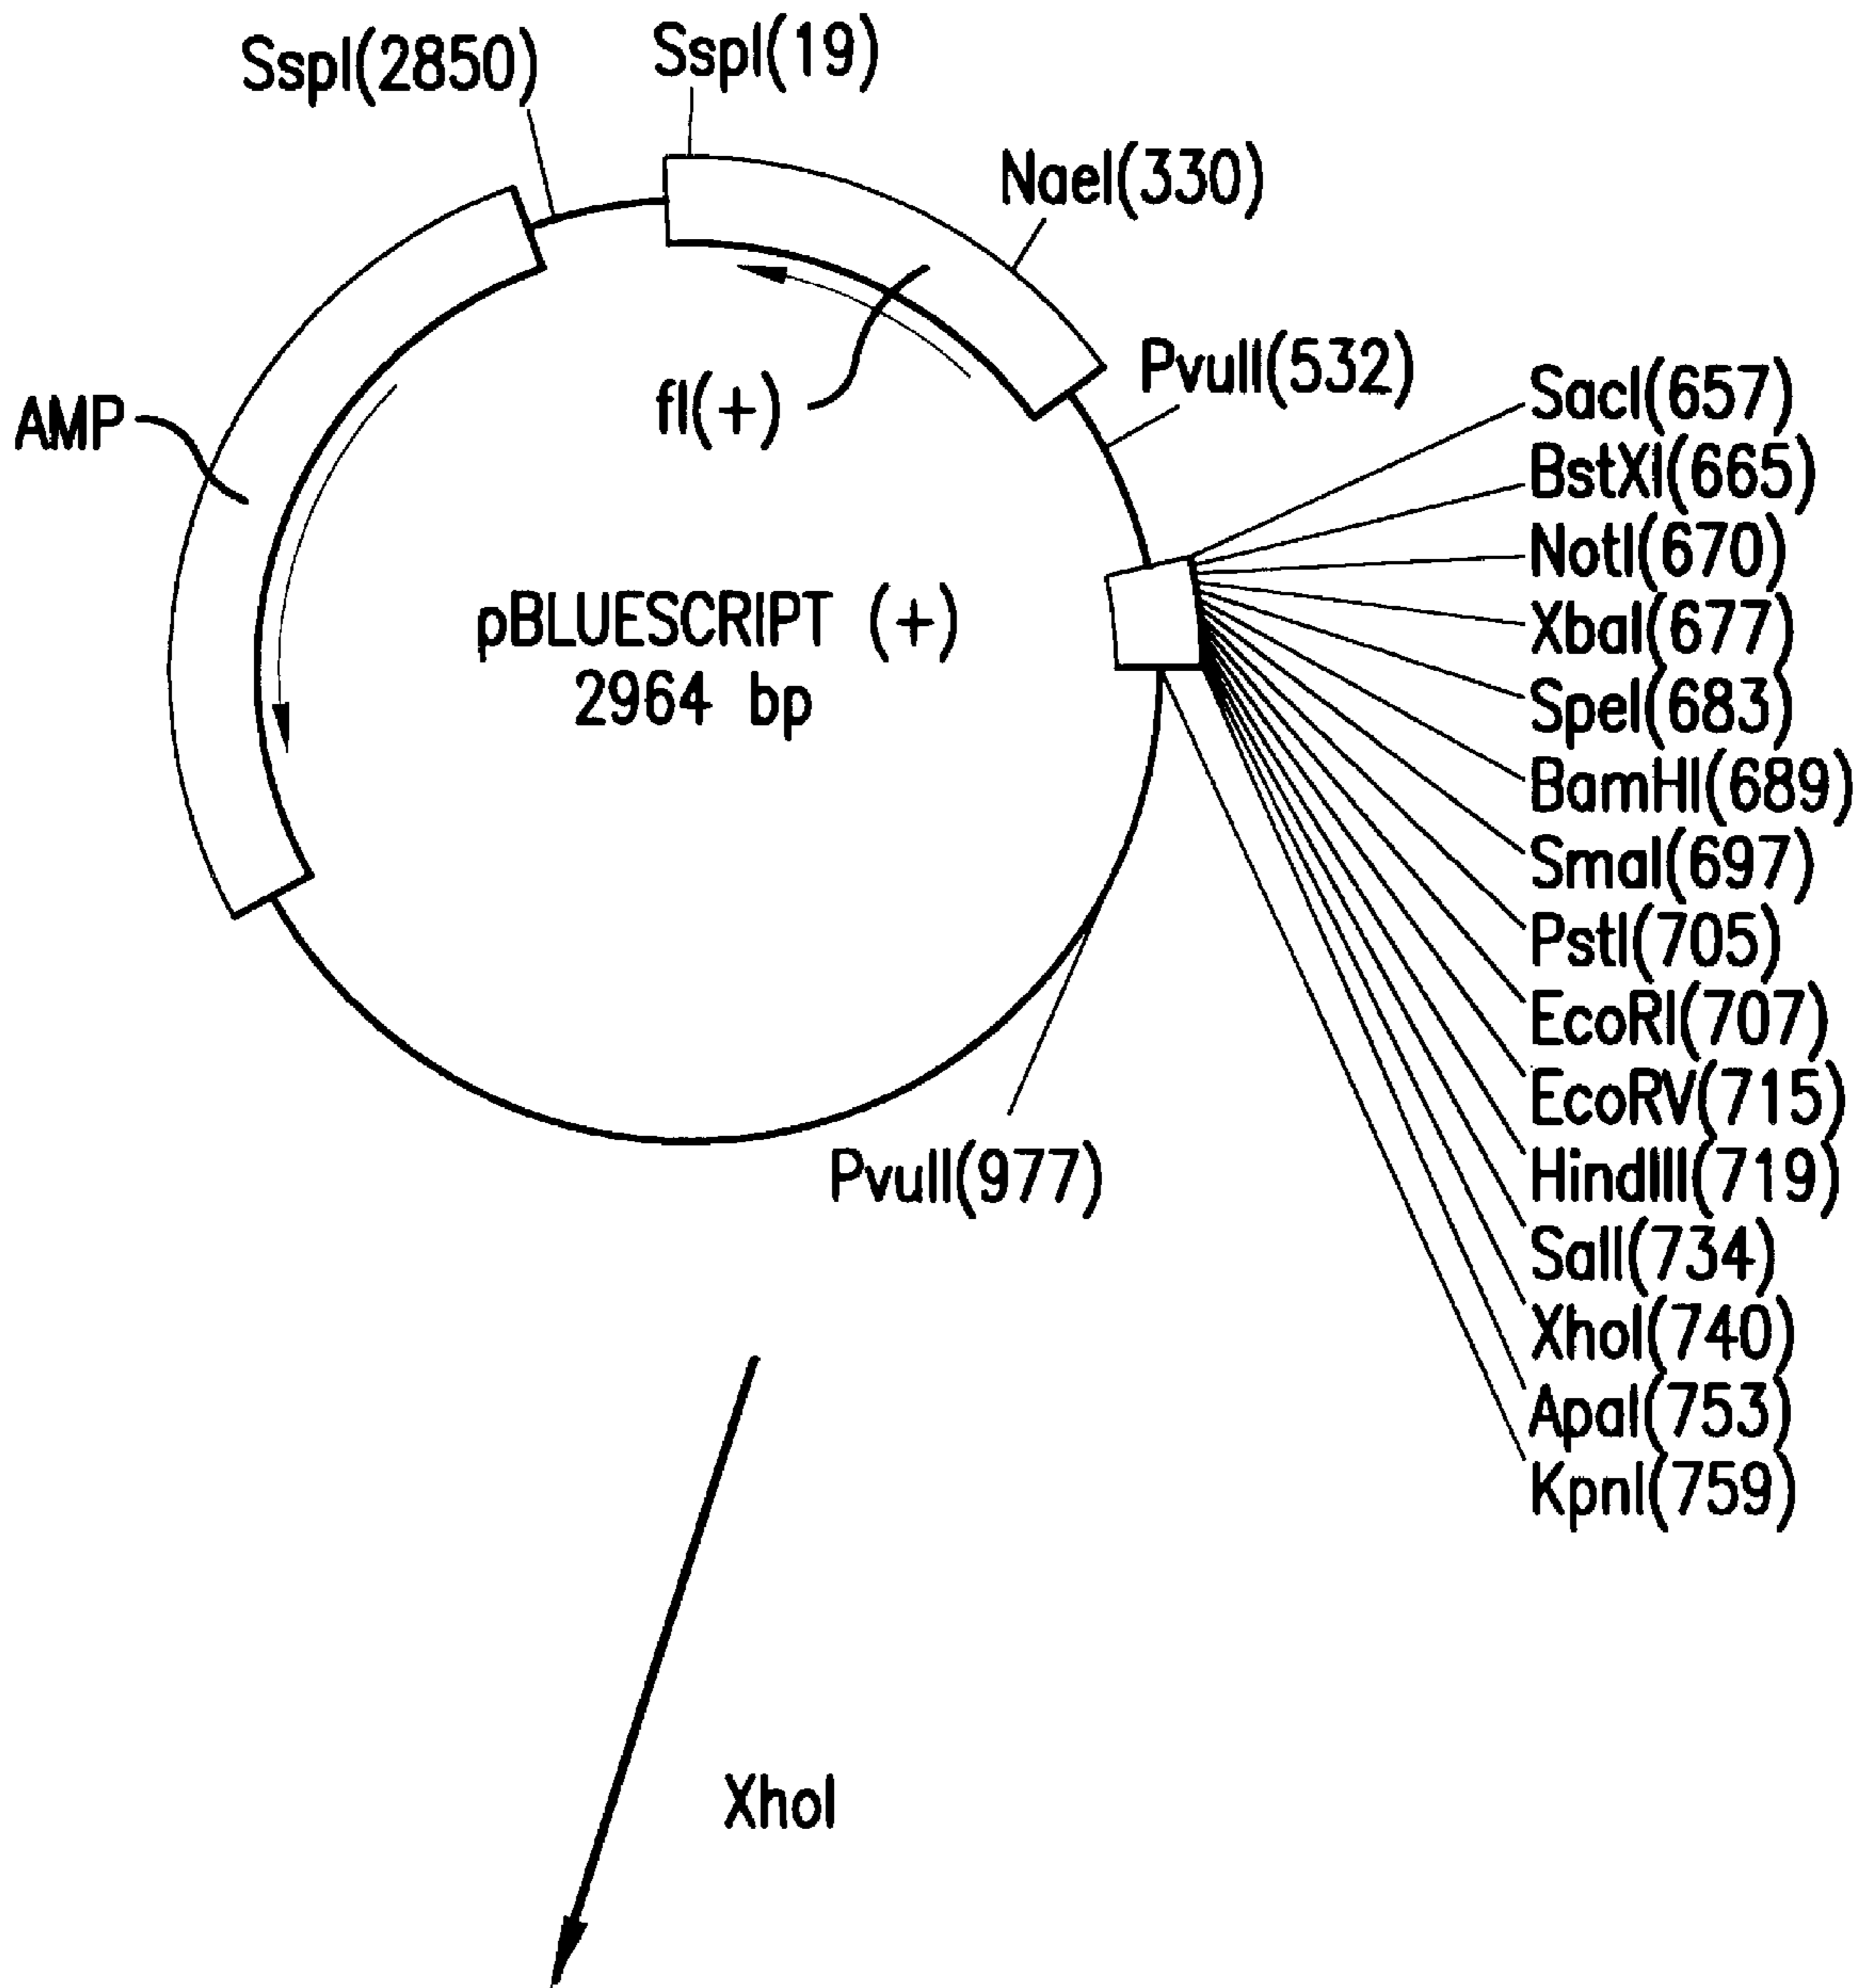 SspI(2850)
SspI(19)
NaeI(330)
PvuII(532)
AMP
fI(+)
SacI(657)
BstXI(665)
NotI(670)
XbaI(677)
SpeI(683)
BamHI(689)
SmaI(697)
PstI(705)
EcoRI(707)
EcoRV(715)
HindIII(719)
SalI(734)
XhoI(740)
ApaI(753)
KpnI(759)
pBLUESCRIPT (+)
2964 bp
PvuII(977)
XhoI